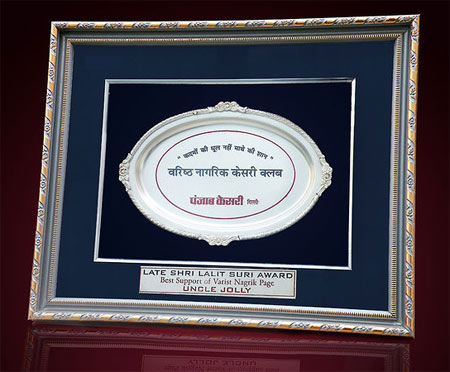 " कदमों की धूल नहीं माथे की शान "
वरिष्ठ नागरिक केसरी क्लब
पंजाब केसरी दिल्ली
LATE SHRI LALIT SURI AWARD
Best Support of Varist Nagrik Page
UNCLE JOLLY